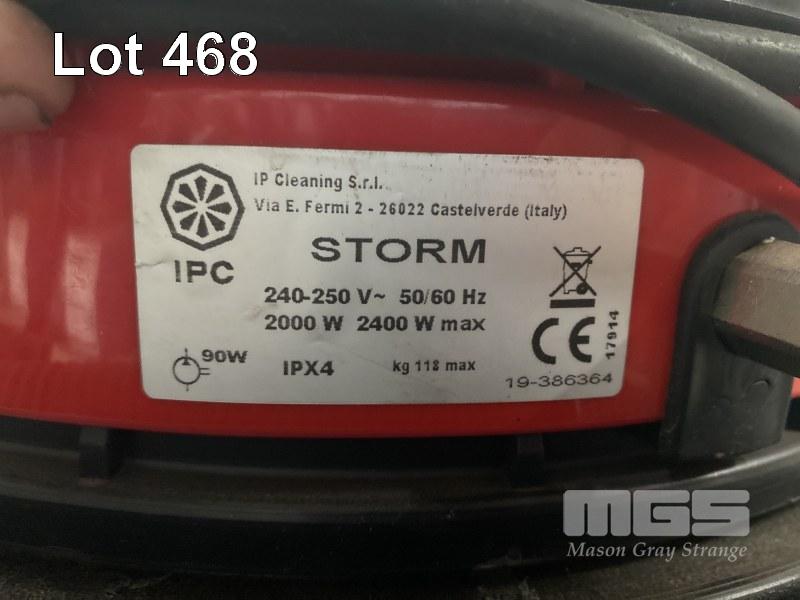 Lot 468
IP Cleaning S.r.l.
Via E. Fermi 2 - 26022 Castelverde (Italy)
IPC
STORM
240-250 V~ 50/60 Hz
2000 W 2400 W max
90W
IPX4
kg 118 max
CE
17914
19-386364
MGS
Mason Gray Strange